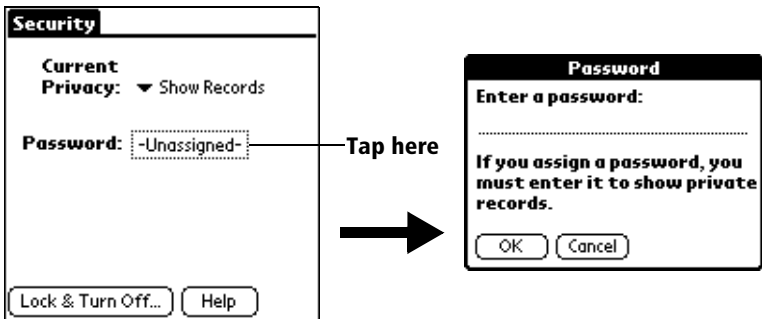 Security
Current
Privacy: Show Records
Password: -Unassigned-
Tap here
Lock & Turn Off... Help
Password
Enter a password:
If you assign a password, you
must enter it to show private
records.
OK Cancel